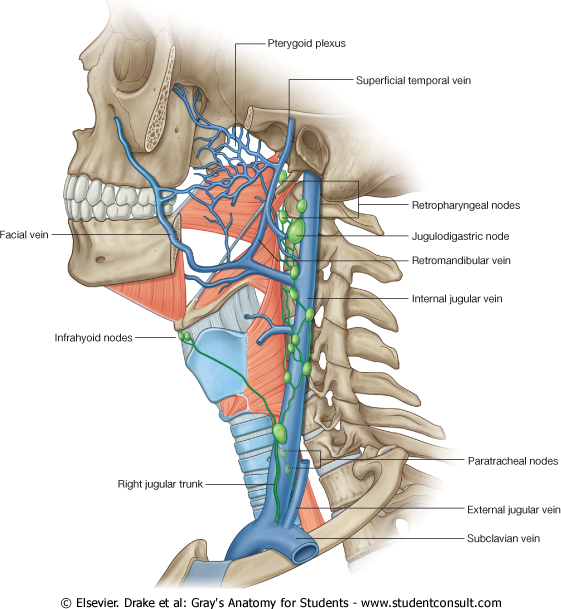 Pterygoid plexus
Superficial temporal vein
Retropharyngeal nodes
Jugulodigastric node
Facial vein
Retromandibular vein
Internal jugular vein
Infrahyoid nodes
Paratracheal nodes
Right jugular trunk
External jugular vein
Subclavian vein
© Elsevier. Drake et al: Gray's Anatomy for Students - www.studentconsult.com